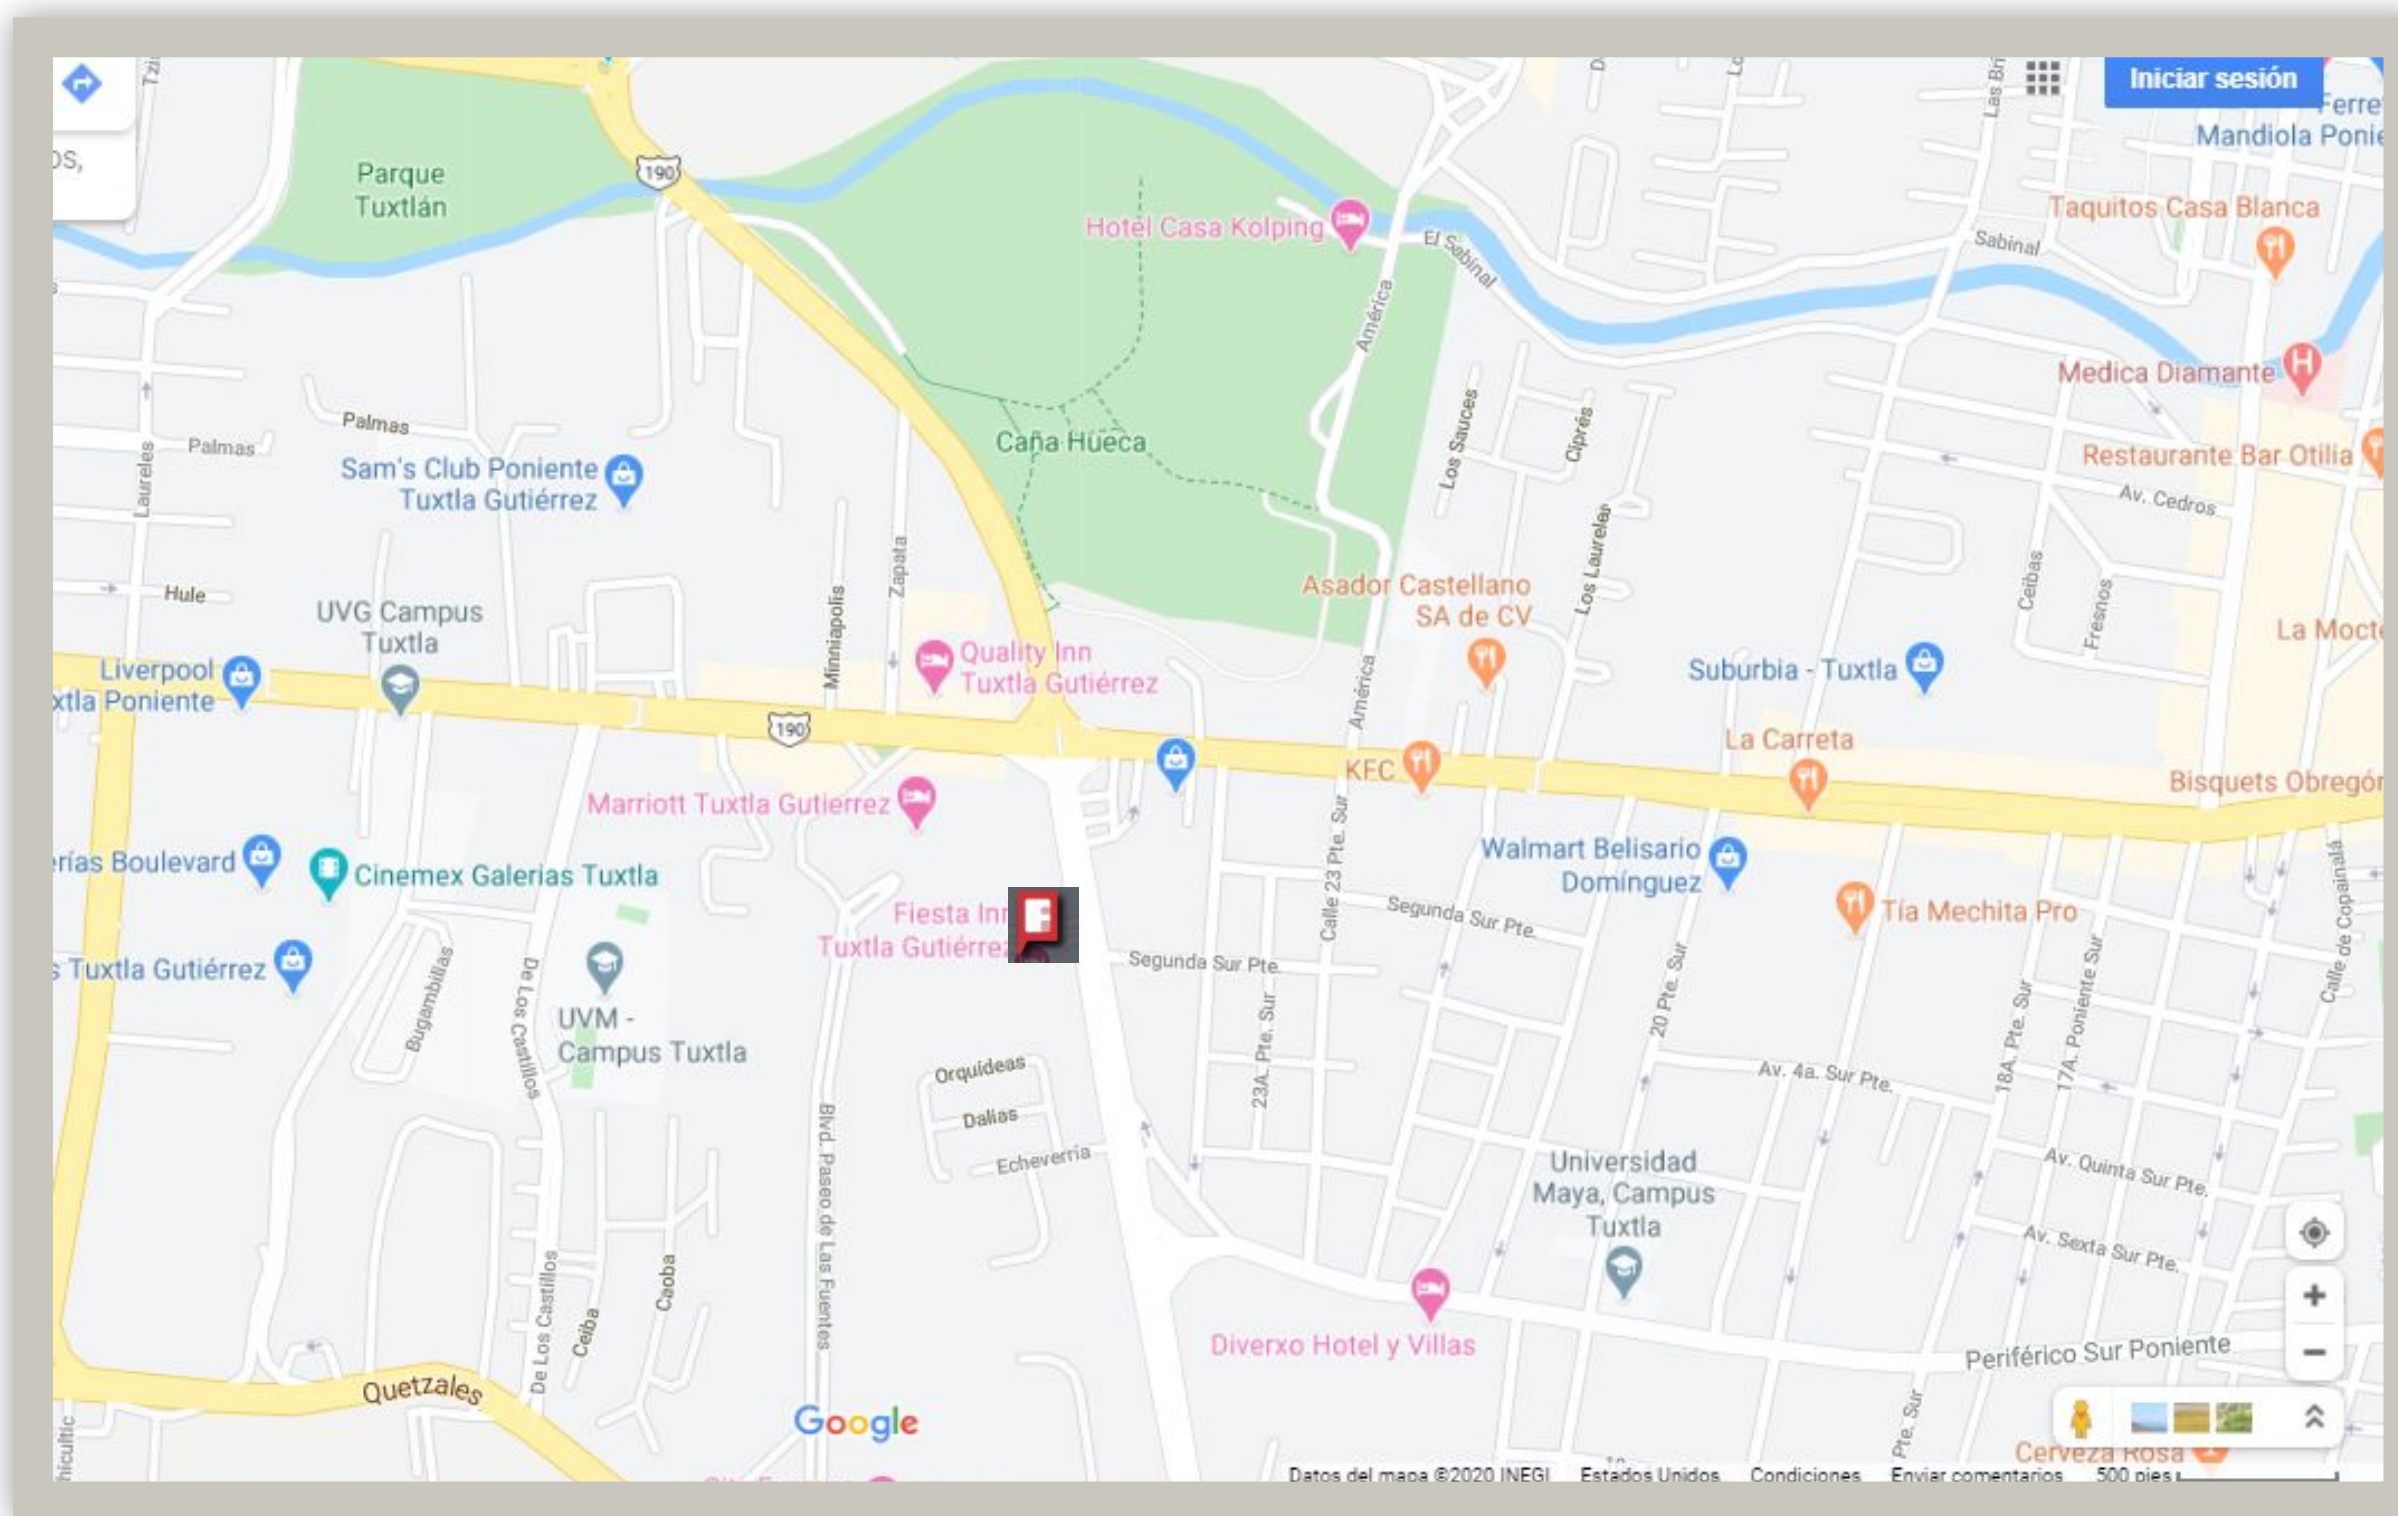 Iniciar sesión
Parque
Tuxtlán
190
Mandiola
Hotel Casa Kolping
Taquitos Casa Blanca
El Sabinal
Sabinal
América
Medica Diamante
Los Sauces
Ciprés
Palmas
Palmas
Caña Hueca
Restaurante Bar Otilia
Laureles
Sam's Club Poniente
Tuxtla Gutiérrez
Av. Cedros
Los Laureles
Zapata
Minniapolis
Ceibas
Fresnos
Hule
UVG Campus
Tuxtla
Asador Castellano
SA de CV
Quality Inn
Tuxtla Gutiérrez
Liverpool
Poniente
Suburbia - Tuxtla
América
190
La Carreta
KFC
Bisquets
Marriott Tuxtla Gutierrez
Calle 23 Pte. Sur
Walmart Belisario
Domínguez
Boulevard
Cinemex Galerias Tuxtla
Calle de Copainalá
Fiesta Inn
Tuxtla Gutiérrez
Segunda Sur Pte.
Tía Mechita Pro
Segunda Sur Pte.
Tuxtla Gutiérrez
Bugambilias
De Los Castillos
UVM -
Campus Tuxtla
23A. Pte. Sur
20 Pte. Sur
18A. Pte. Sur
17A. Poniente Sur
Orquídeas
Dalias
Echeverría
Av. 4a. Sur Pte.
Blvd. Paseo de Las Fuentes
Universidad
Maya, Campus
Tuxtla
Av. Quinta Sur Pte.
Av. Sexta Sur Pte.
De Los Castillos
Ceiba
Caoba
Diverxo Hotel y Villas
Periférico Sur Poniente
Quetzales
Pte. Sur
Google
Cerveza Rosa
Datos del mapa ©2020 INEGI Estados Unidos Condiciones Enviar comentarios 500 pies